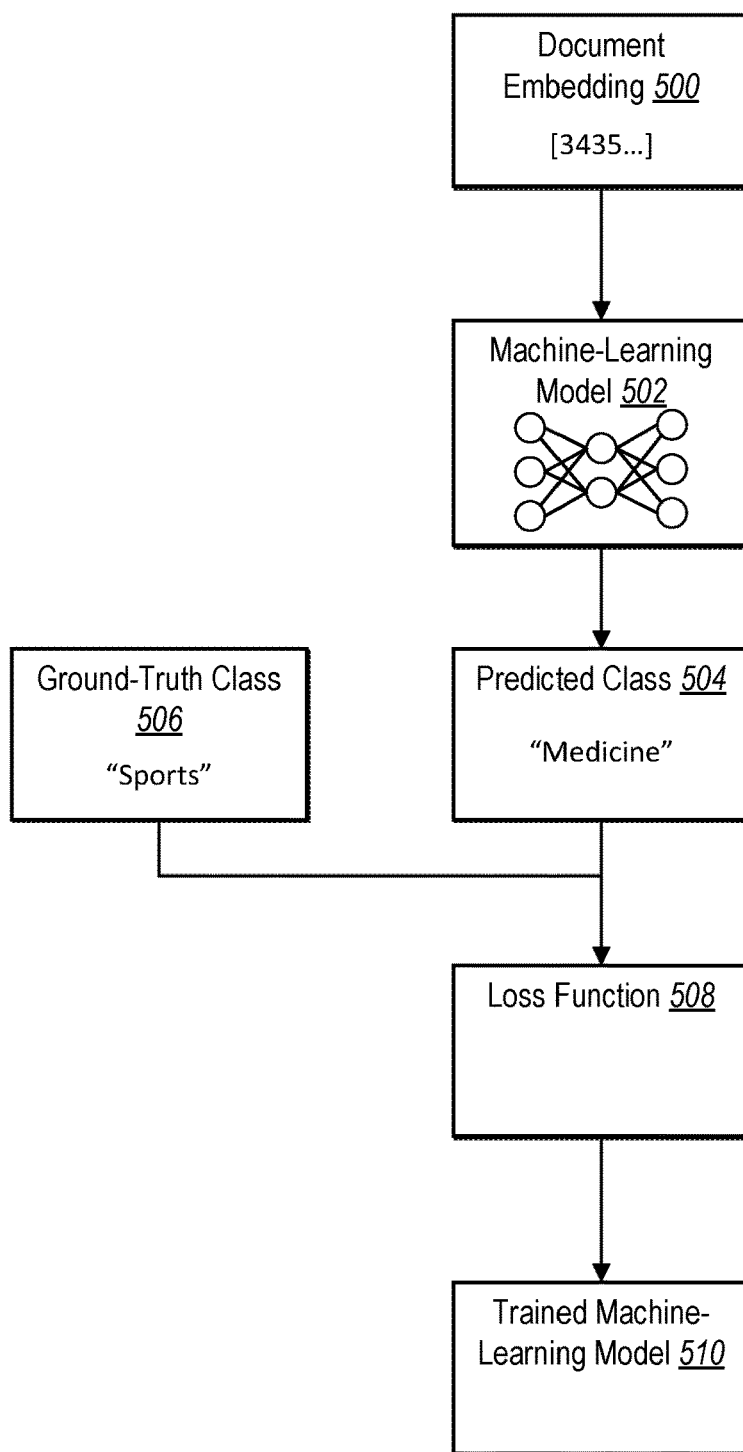 Document
Embedding 500
[3435...]
Machine-Learning
Model 502
Ground-Truth Class
506
“Sports”
Predicted Class 504
“Medicine”
Loss Function 508
Trained Machine-
Learning Model 510